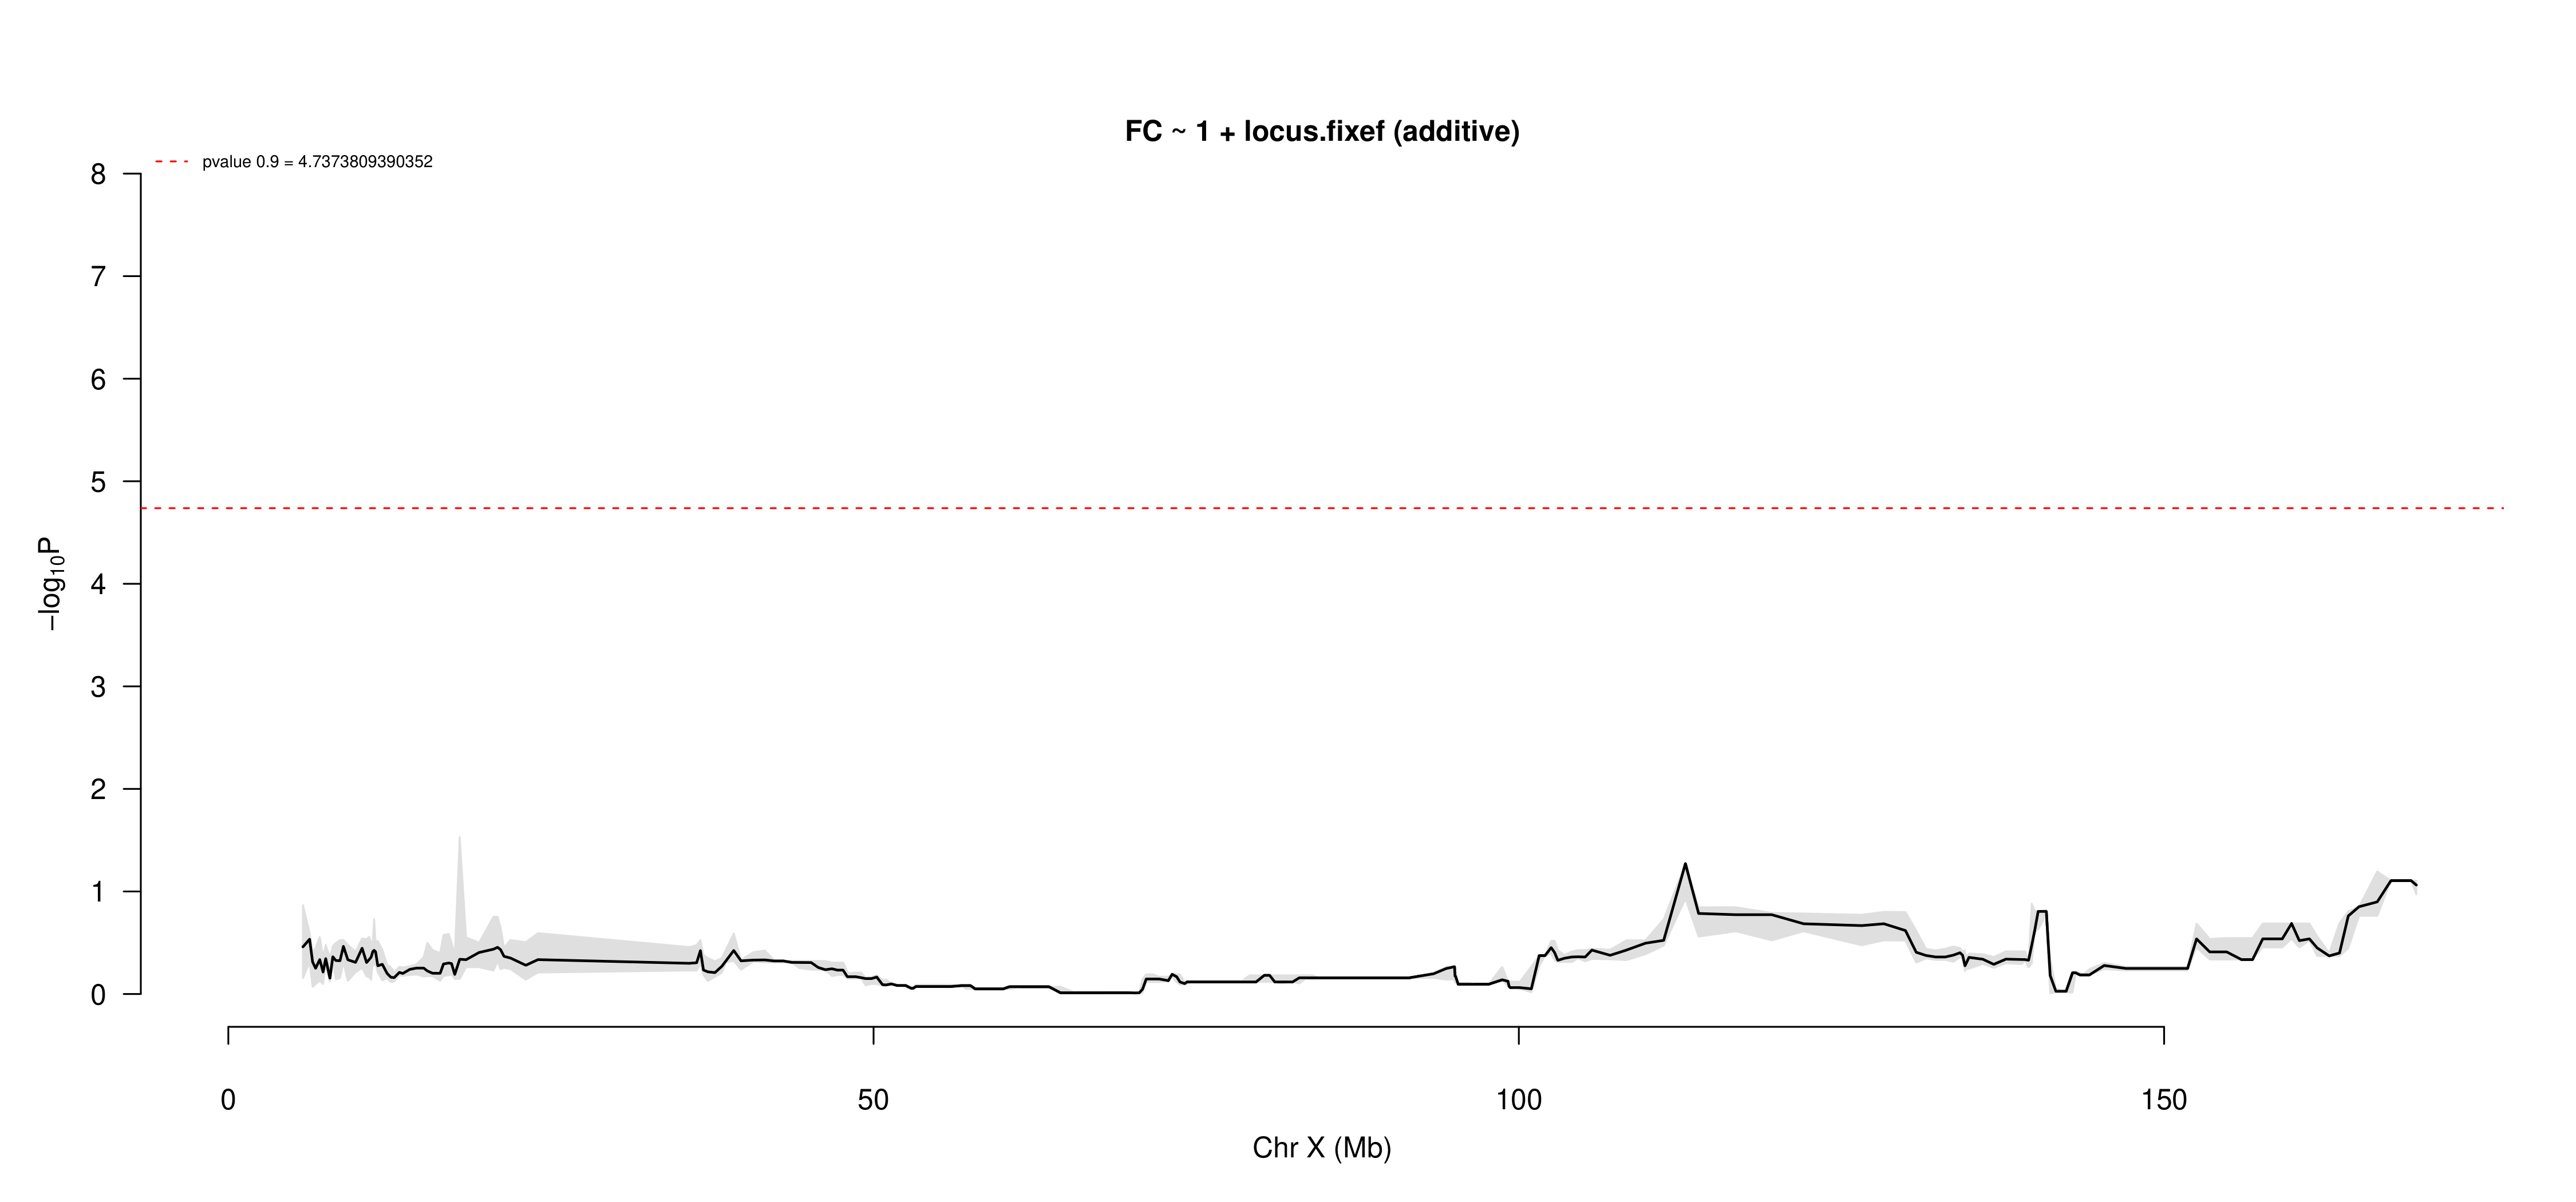 FC ~ 1 + locus.fixef (additive)
pvalue 0.9 = 4.7373809390352
8
7
6
5
4
3
2
1
0
−log10P
0 50 100 150
Chr X (Mb)